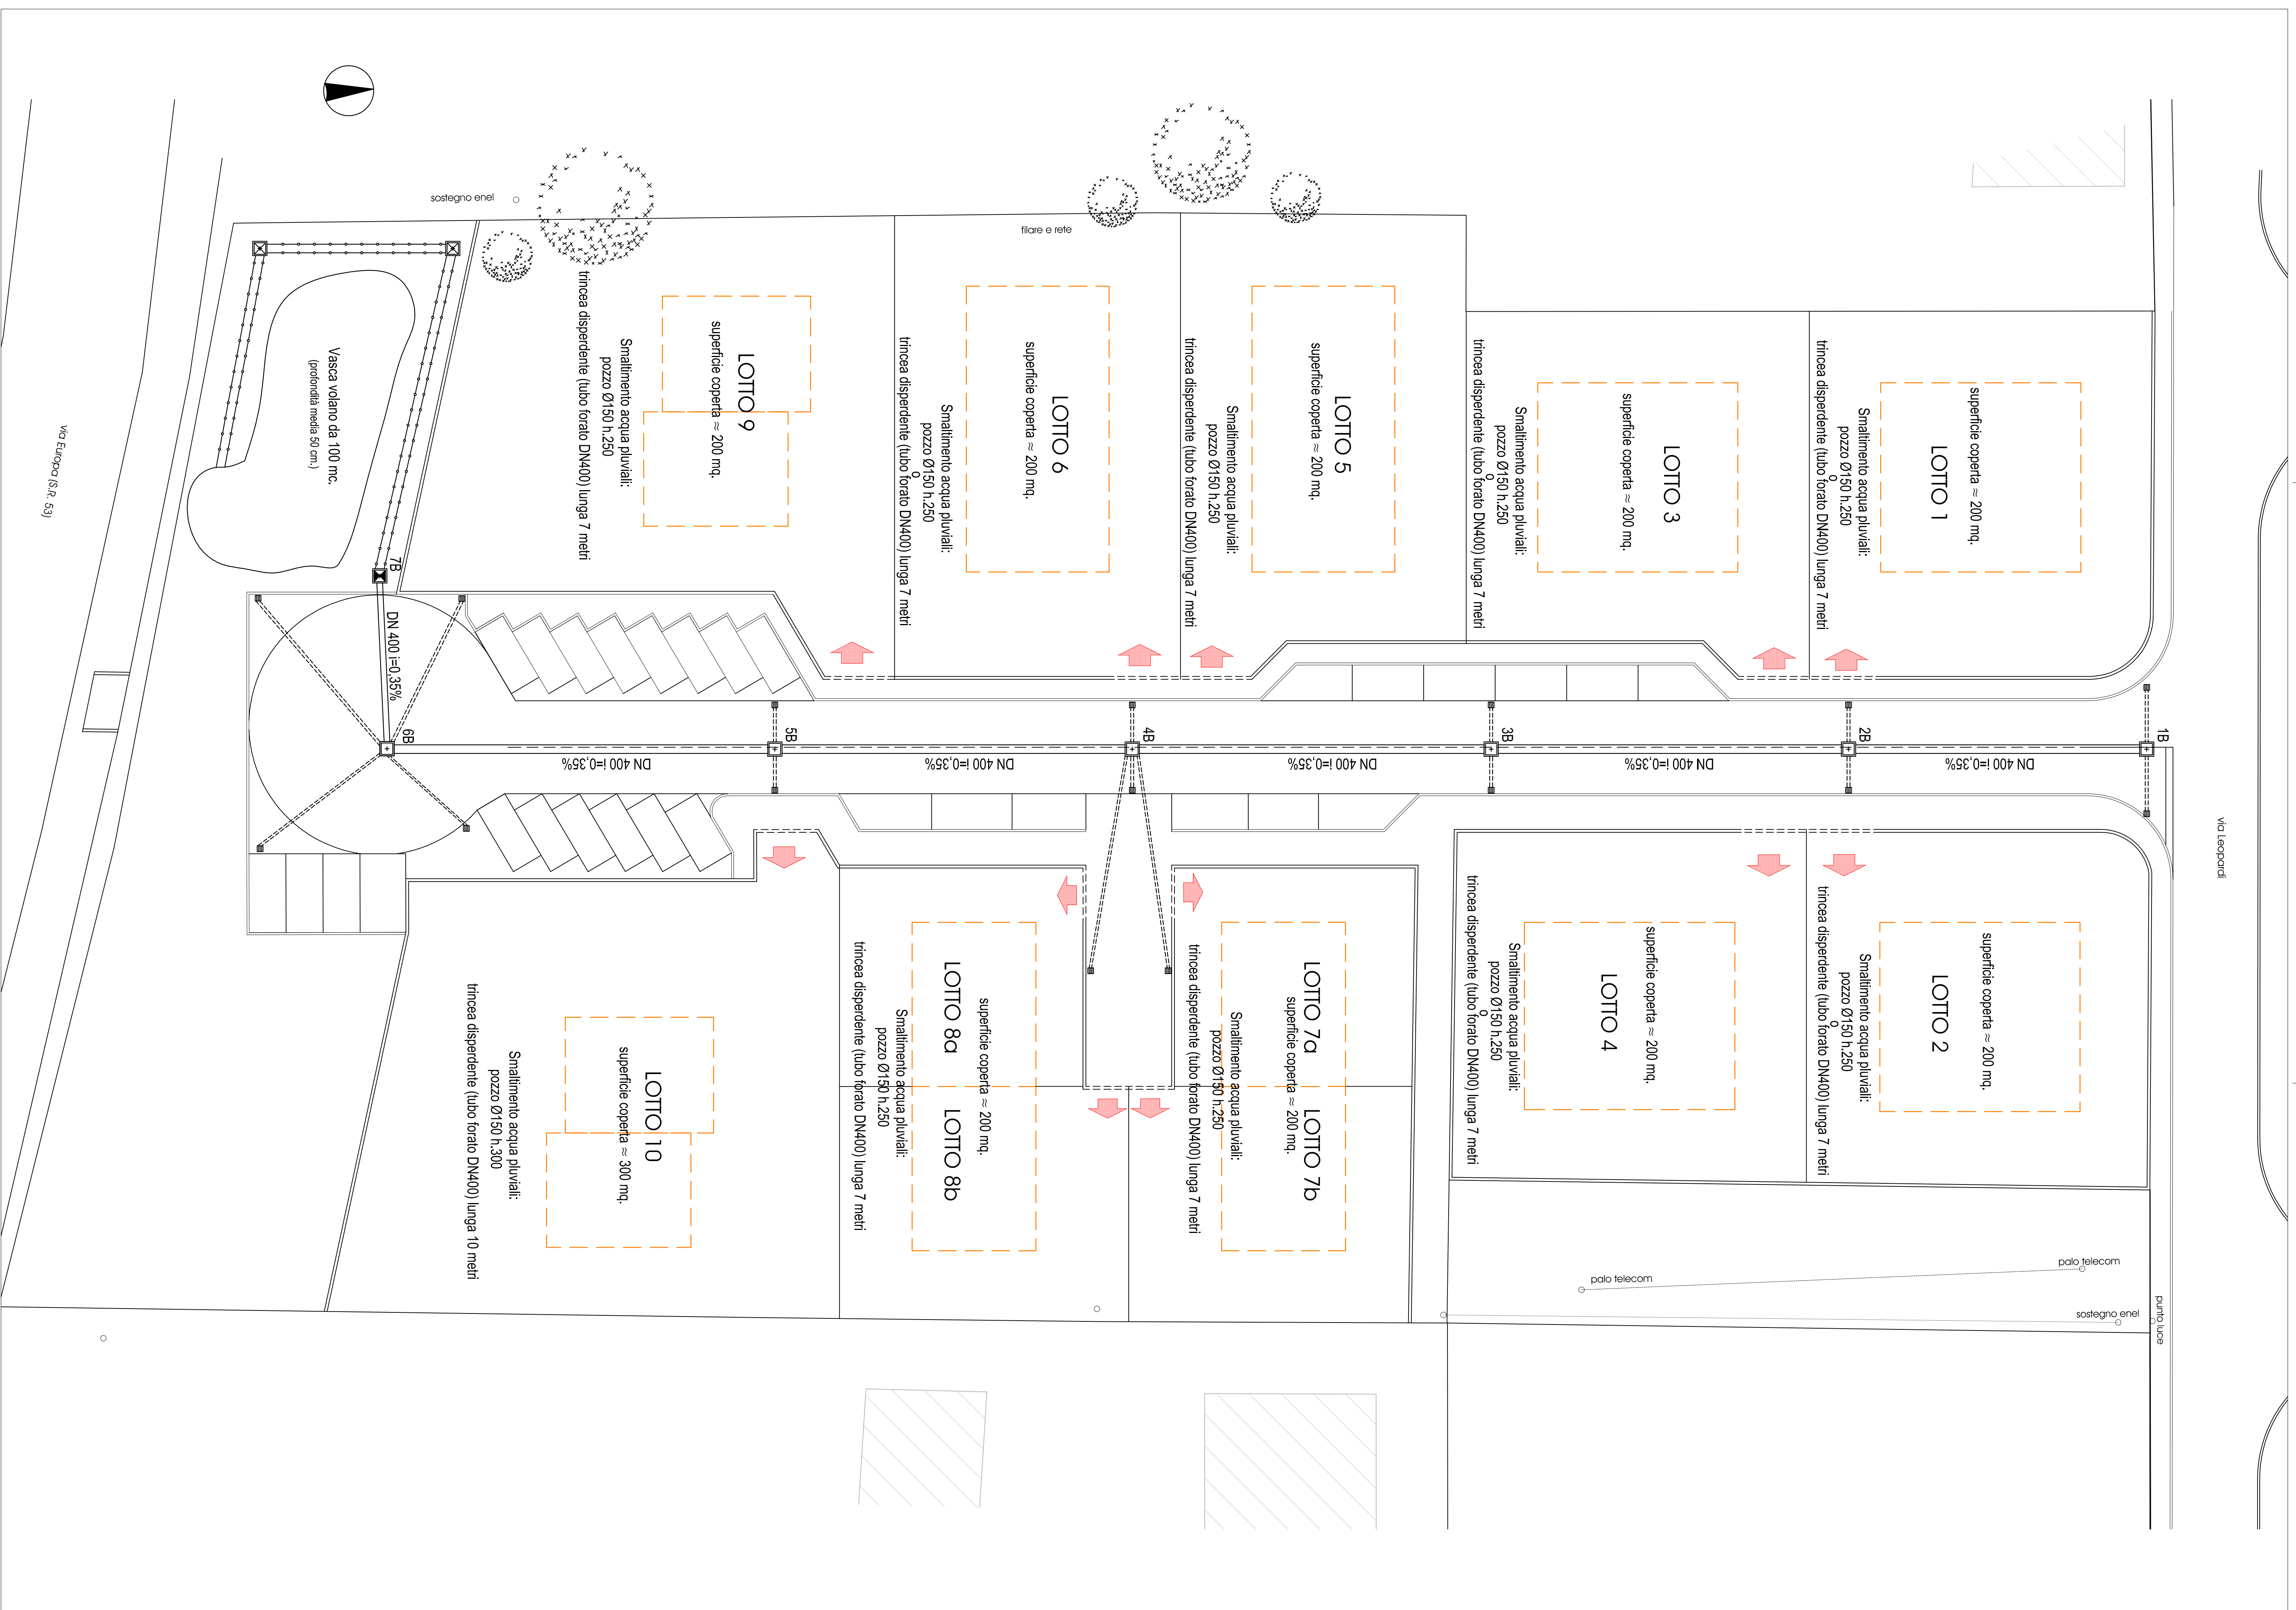 via Leopardi
via Europa (S.R. 53)
sostegno enel
filare e rete
Vasca volano da 100 mc.
(profondità media 50 cm.)
LOTTO 9
superficie coperta ≈ 200 mq.
Smaltimento acqua pluviali:
pozzo Ø150 h.250
trincea disperdente (tubo forato DN400) lunga 7 metri
LOTTO 6
superficie coperta ≈ 200 mq.
Smaltimento acqua pluviali:
pozzo Ø150 h.250
o
trincea disperdente (tubo forato DN400) lunga 7 metri
LOTTO 5
superficie coperta ≈ 200 mq.
Smaltimento acqua pluviali:
pozzo Ø150 h.250
trincea disperdente (tubo forato DN400) lunga 7 metri
LOTTO 3
superficie coperta ≈ 200 mq.
Smaltimento acqua pluviali:
pozzo Ø150 h.250
o
trincea disperdente (tubo forato DN400) lunga 7 metri
superficie coperta ≈ 200 mq.
LOTTO 1
Smaltimento acqua pluviali:
pozzo Ø150 h.250
o
trincea disperdente (tubo forato DN400) lunga 7 metri
7B
DN 400 i=0,35%
6B
DN 400 i=0,35%
5B
DN 400 i=0,35%
4B
DN 400 i=0,35%
3B
DN 400 i=0,35%
2B
DN 400 i=0,35%
1B
LOTTO 10
superficie coperta ≈ 300 mq.
Smaltimento acqua pluviali:
pozzo Ø150 h.300
trincea disperdente (tubo forato DN400) lunga 10 metri
superficie coperta ≈ 200 mq.
LOTTO 8a LOTTO 8b
Smaltimento acqua pluviali:
pozzo Ø150 h.250
trincea disperdente (tubo forato DN400) lunga 7 metri
LOTTO 7a LOTTO 7b
superficie coperta ≈ 200 mq.
Smaltimento acqua pluviali:
pozzo Ø150 h.250
trincea disperdente (tubo forato DN400) lunga 7 metri
superficie coperta ≈ 200 mq.
LOTTO 4
Smaltimento acqua pluviali:
pozzo Ø150 h.250
o
trincea disperdente (tubo forato DN400) lunga 7 metri
superficie coperta ≈ 200 mq.
LOTTO 2
Smaltimento acqua pluviali:
pozzo Ø150 h.250
o
trincea disperdente (tubo forato DN400) lunga 7 metri
palo telecom
palo telecom
sostegno enel
punto luce